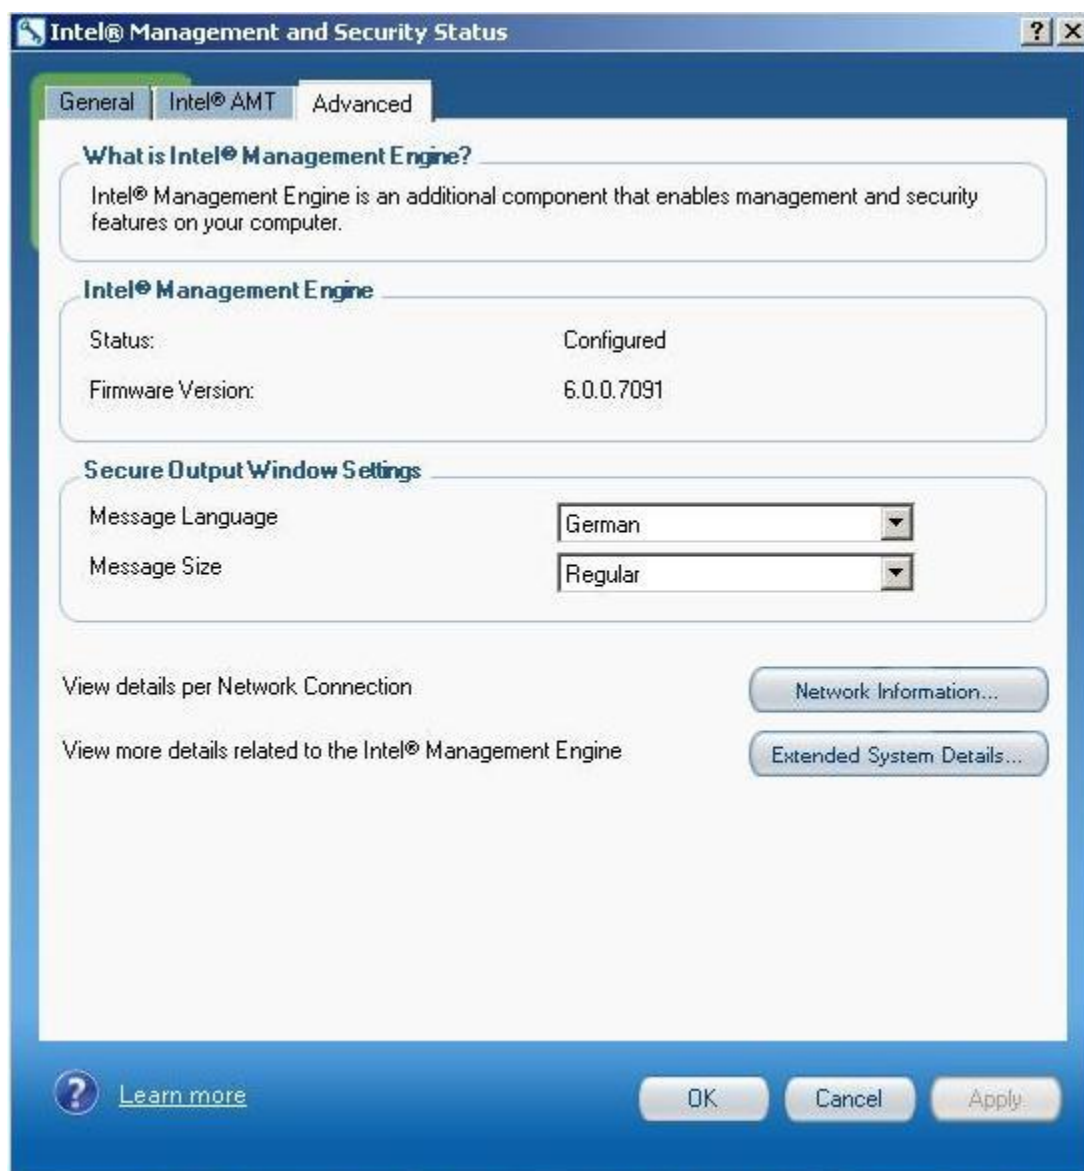 Intel® Management and Security Status
General Intel® AMT Advanced
What is Intel® Management Engine?
Intel® Management Engine is an additional component that enables management and security
features on your computer.
Intel® Management Engine
Status: Configured
Firmware Version: 6.0.0.7091
Secure Output Window Settings
Message Language German
Message Size Regular
View details per Network Connection Network Information...
View more details related to the Intel® Management Engine Extended System Details...
? Learn more OK Cancel Apply